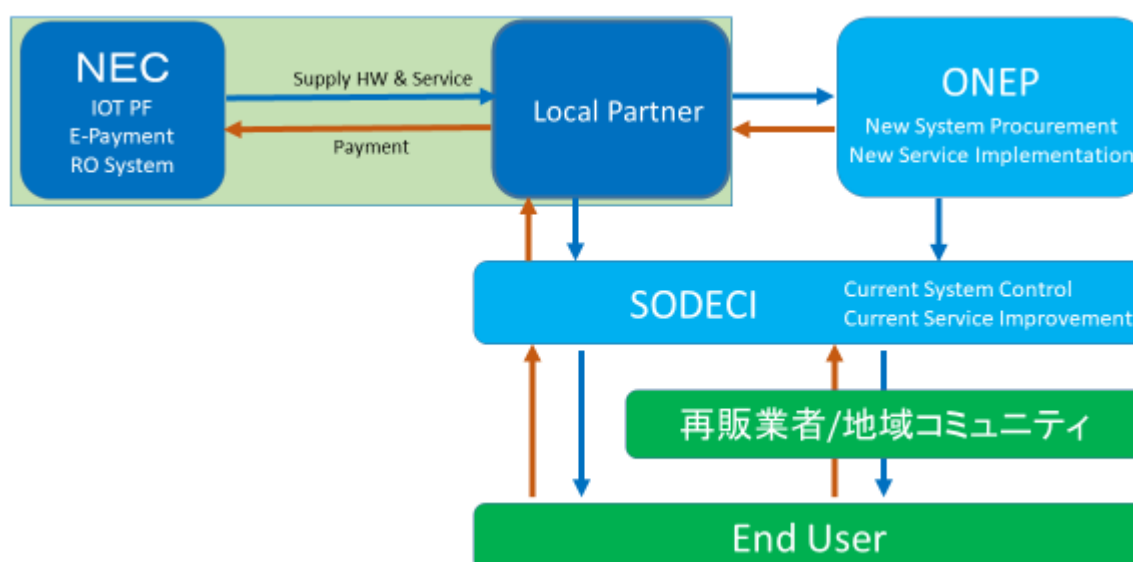 NEC
IOT PF
E-Payment
RO System
Supply HW & Service
Payment
Local Partner
ONEP
New System Procurement
New Service Implementation
SODECI
Current System Control
Current Service Improvement
再販業者/地域コミュニティ
End User